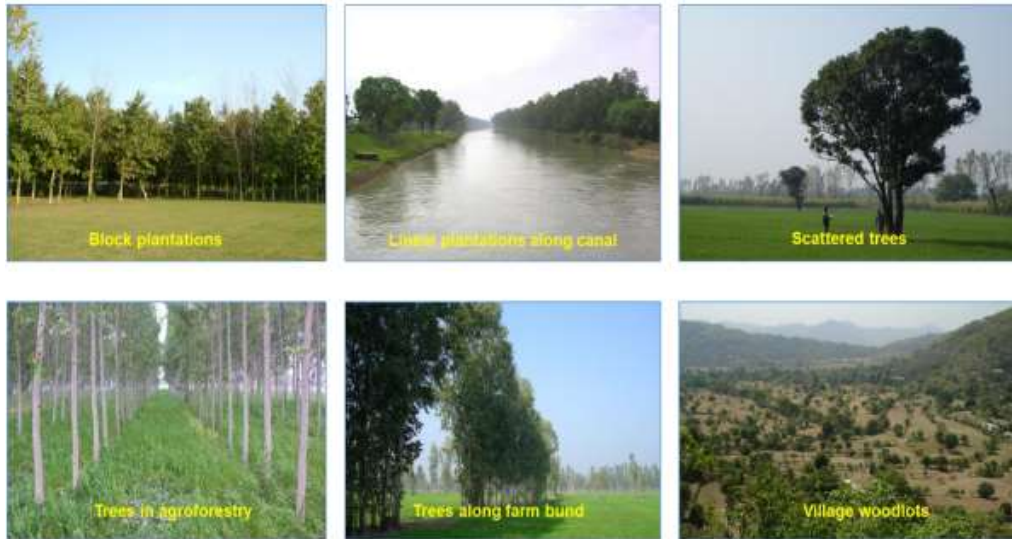 Block plantations
Linear plantations along canal
Scattered trees
Trees in agroforestry
Trees along farm bund
Village woodlots